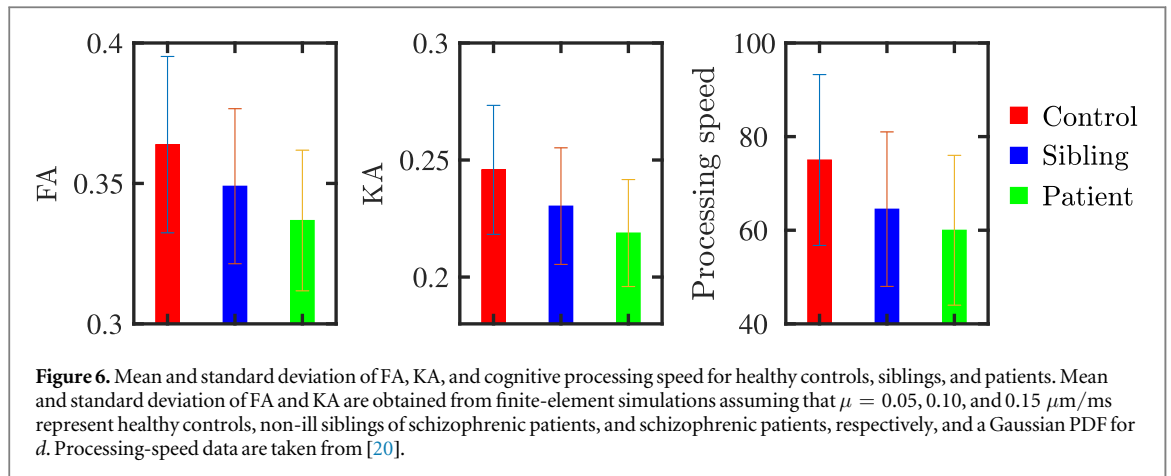 0.4
0.35
0.3
FA
0.3
0.25
0.2
KA
100
80
60
40
Processing speed
Control
Sibling
Patient
Figure 6. Mean and standard deviation of FA, KA, and cognitive processing speed for healthy controls, siblings, and patients. Mean
and standard deviation of FA and KA are obtained from finite-element simulations assuming that μ = 0.05, 0.10, and 0.15 μm/ms
represent healthy controls, non-ill siblings of schizophrenic patients, and schizophrenic patients, respectively, and a Gaussian PDF for
d. Processing-speed data are taken from [20].